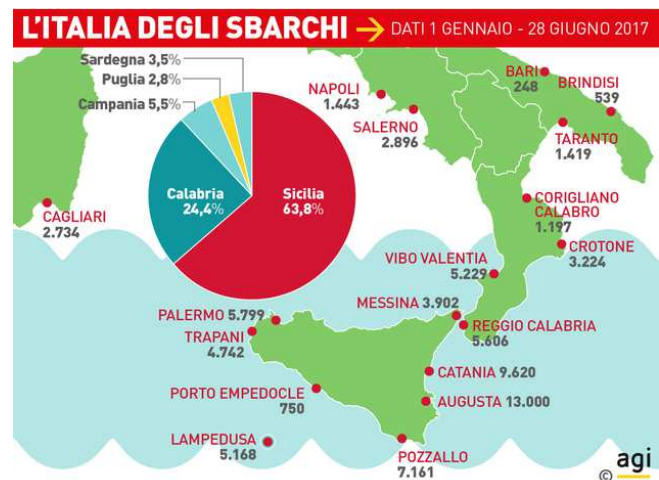 L'ITALIA DEGLI SBARCHI → DATI 1 GENNAIO - 28 GIUGNO 2017
Sardegna 3,5%
Puglia 2,8%
Campania 5,5%
Calabria
24,4%
Sicilia
63,8%
NAPOLI
1.443
SALERNO
2.896
BARI
248
BRINDISI
539
TARANTO
1.419
CAGLIARI
2.734
CORIGLIANO
CALABRO
1.197
CROTONE
3.224
VIBO VALENTIA
5.229
MESSINA 3.902
REGGIO CALABRIA
5.606
PALERMO 5.799
TRAPANI
4.742
CATANIA 9.620
PORTO EMPEDOCLE
750
AUGUSTA 13.000
LAMPEDUSA
5.168
POZZALLO
7.161
© agi